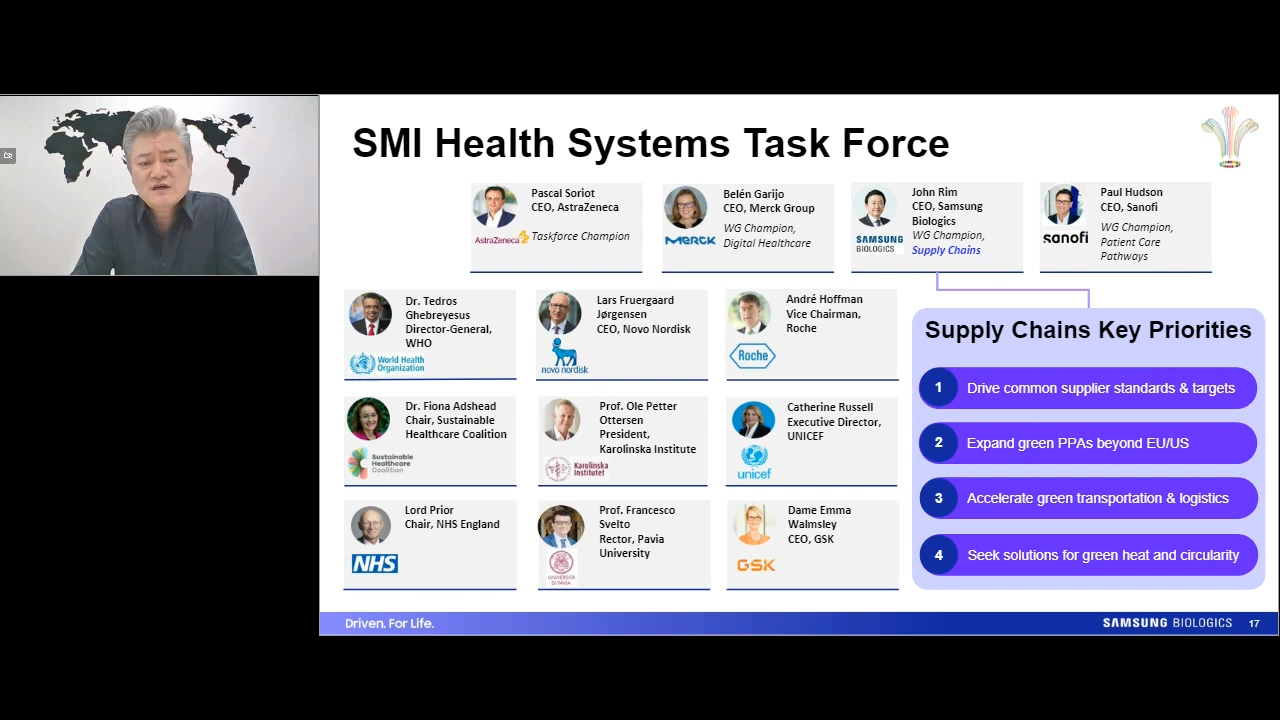 SMI Health Systems Task Force
Pascal Soriot
CEO, AstraZeneca
AstraZeneca
Taskforce Champion
Belén Garijo
CEO, Merck Group
MERCK
WG Champion,
Digital Healthcare
John Rim
CEO, Samsung
Biologics
SAMSUNG
BIOLOGICS
WG Champion,
Supply Chains
Paul Hudson
CEO, Sanofi
sanofi
WG Champion,
Patient Care
Pathways
Dr. Tedros
Ghebreyesus
Director-General,
WHO
World Health
Organization
Lars Fruergaard
Jørgensen
CEO, Novo Nordisk
novo nordisk
André Hoffman
Vice Chairman,
Roche
Roche
Dr. Fiona Adshead
Chair, Sustainable
Healthcare Coalition
Sustainable
Healthcare
Coalition
Prof. Ole Petter
Ottersen
President,
Karolinska Institute
Karolinska
Institutet
Catherine Russell
Executive Director,
UNICEF
unicef
Lord Prior
Chair, NHS England
NHS
Prof. Francesco
Svelto
Rector, Pavia
University
UNIVERSITÀ
DI PAVIA
Dame Emma
Walmsley
CEO, GSK
GSK
Supply Chains Key Priorities
1 Drive common supplier standards & targets
2 Expand green PPAs beyond EU/US
3 Accelerate green transportation & logistics
4 Seek solutions for green heat and circularity
Driven. For Life.
SAMSUNG BIOLOGICS 17